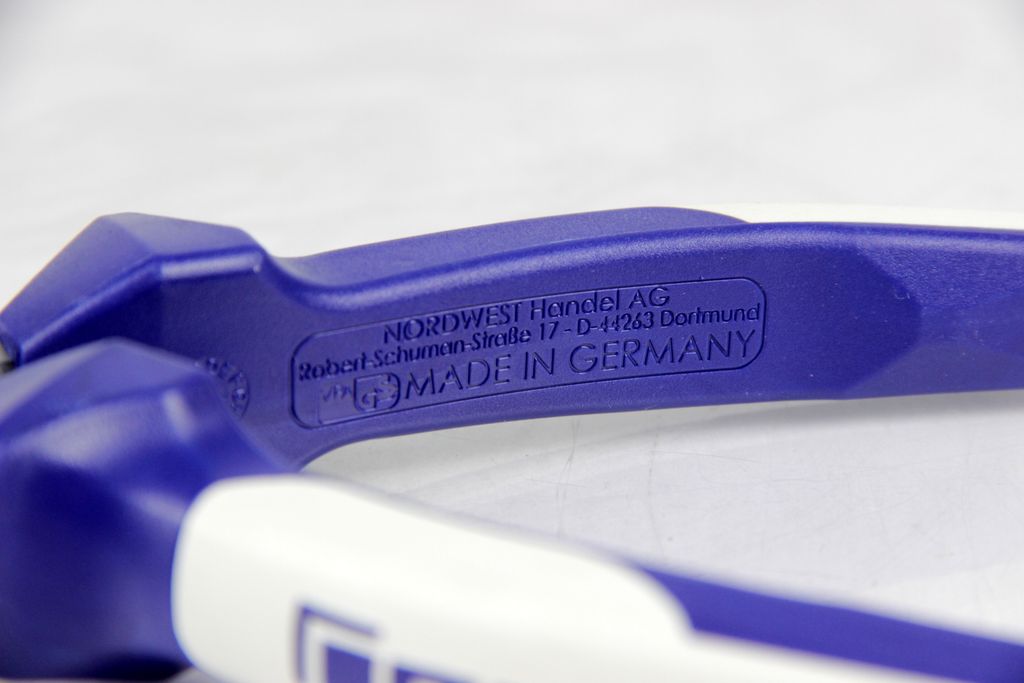 NORDWEST Handel AG
Robert-Schuman-Straße 17 - D-44263 Dortmund
MADE IN GERMANY